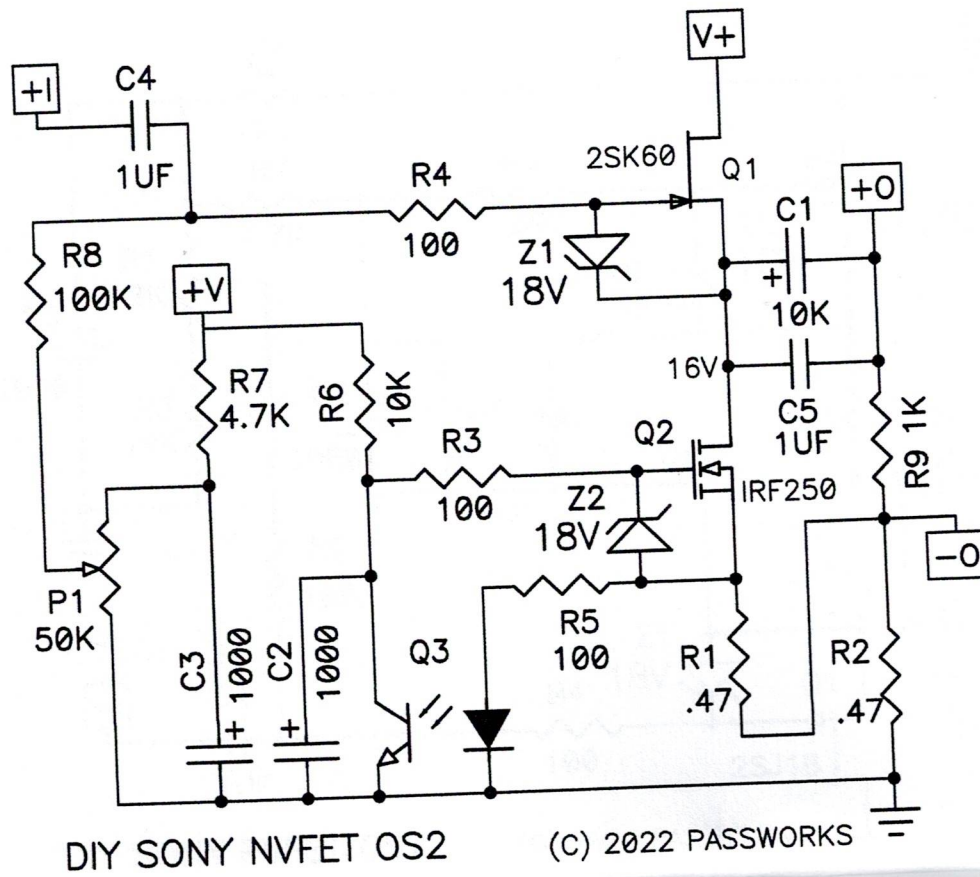 V+
+I
C4
1UF
2SK60
Q1
R4
100
+O
C1
+
10K
R8
100K
Z1
18V
+V
16V
C5
1UF
R7
4.7K
R6
10K
R9 1K
R3
100
Q2
IRF250
Z2
18V
-O
P1
50K
R5
100
Q3
R1
.47
R2
.47
C3
1000
+
C2
1000
+
DIY SONY NVFET OS2
(C) 2022 PASSWORKS